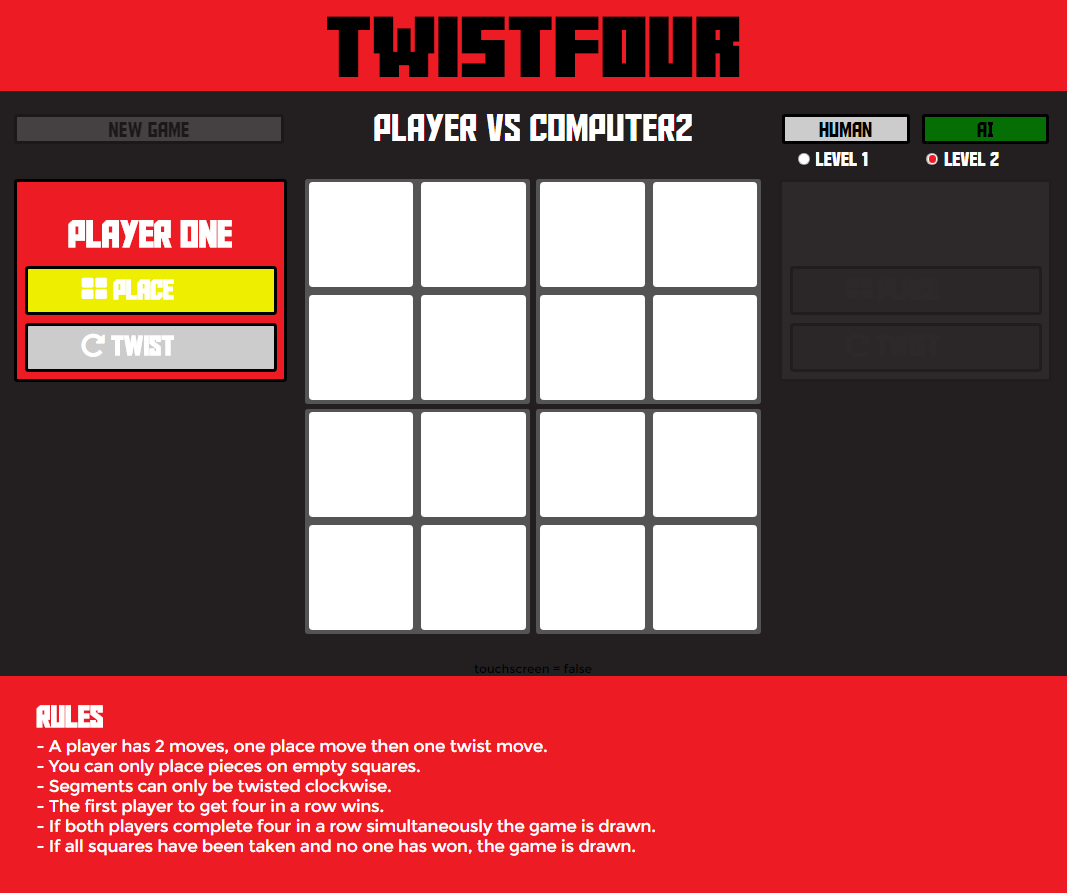 TWISTFOUR
NEW GAME
PLAYER VS COMPUTER2
HUMAN
AI
LEVEL 1
LEVEL 2
PLAYER ONE
PLACE
TWIST
PLACE
TWIST
touchscreen = false
RULES
- A player has 2 moves, one place move then one twist move.
- You can only place pieces on empty squares.
- Segments can only be twisted clockwise.
- The first player to get four in a row wins.
- If both players complete four in a row simultaneously the game is drawn.
- If all squares have been taken and no one has won, the game is drawn.